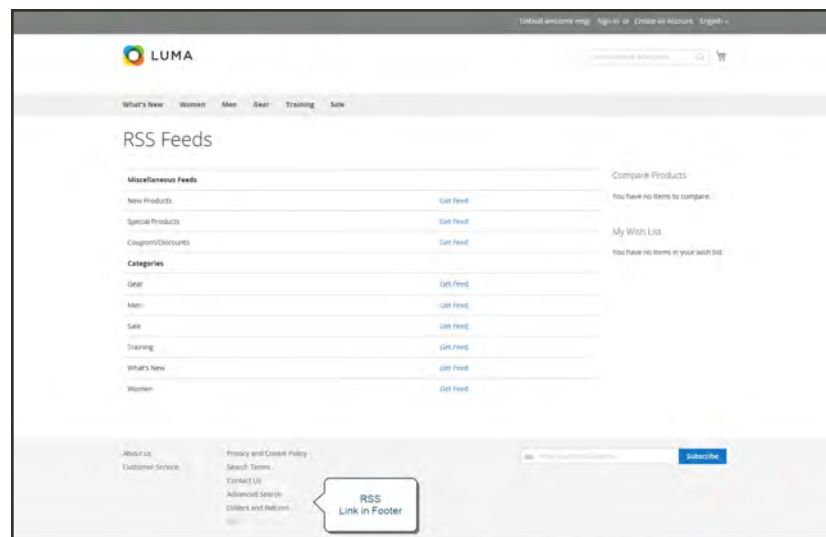 Default welcome msg! Sign In or Create an Account English
LUMA
What's New Women Men Gear Training Sale
RSS Feeds
Miscellaneous Feeds
New Products Get Feed
Special Products Get Feed
Coupons/Discounts Get Feed
Categories
Gear Get Feed
Men Get Feed
Sale Get Feed
Training Get Feed
What's New Get Feed
Women Get Feed
Compare Products
You have no items to compare.
My Wish List
You have no items in your wish list.
About us
Customer Service
Privacy and Cookie Policy
Search Terms
Contact Us
Advanced Search
Orders and Returns
RSS
Link in Footer
Subscribe